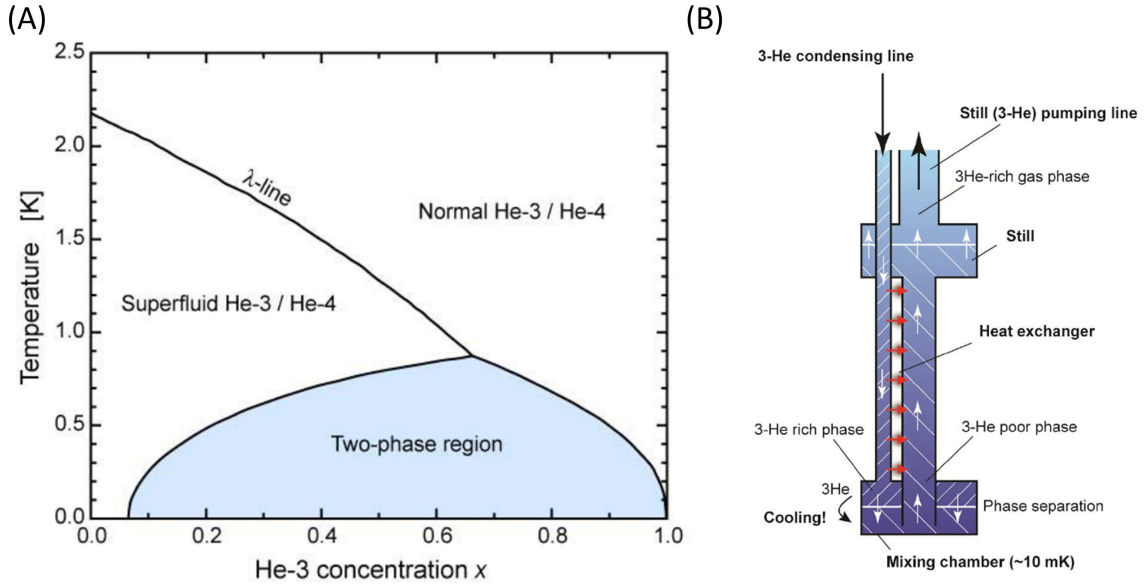 (A)
2.5
2.0
1.5
1.0
0.5
0.0
Temperature [K]
λ-line
Normal He-3 / He-4
Superfluid He-3 / He-4
Two-phase region
0.0 0.2 0.4 0.6 0.8 1.0
He-3 concentration x
(B)
3-He condensing line
Still (3-He) pumping line
3He-rich gas phase
Still
Heat exchanger
3-He rich phase
3-He poor phase
3He
Phase separation
Cooling!
Mixing chamber (~10 mK)